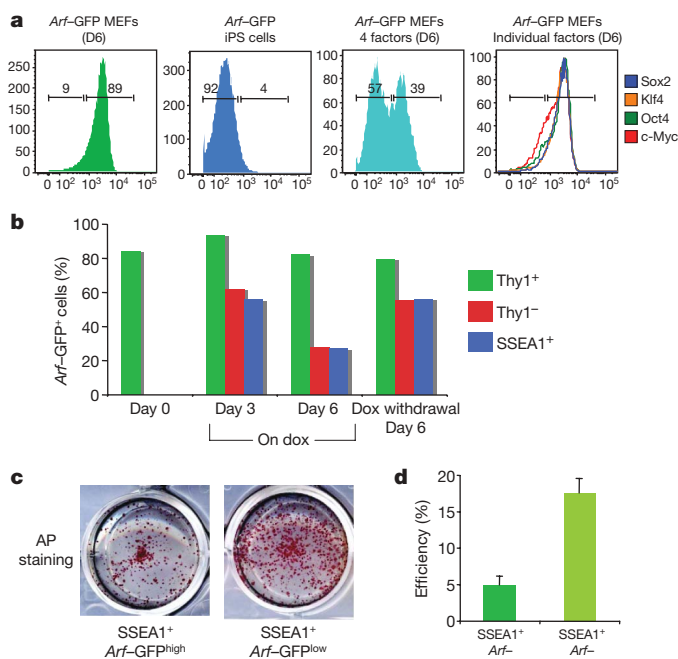 a
Arf–GFP MEFs
(D6)
Arf–GFP
iPS cells
Arf–GFP MEFs
4 factors (D6)
Arf–GFP MEFs
Individual factors (D6)
250
200
150
100
50
0
9
89
0 10² 10³ 10⁴ 10⁵
300
200
100
0
92
4
0 10² 10³ 10⁴ 10⁵
100
80
60
40
20
0
57
39
0 10² 10³ 10⁴ 10⁵
100
80
60
40
20
0
0 10² 10³ 10⁴ 10⁵
Sox2
Klf4
Oct4
c-Myc
b
Arf–GFP⁺ cells (%)
100
80
60
40
20
0
Day 0
Day 3
Day 6
Dox withdrawal
Day 6
On dox
Thy1⁺
Thy1⁻
SSEA1⁺
c
AP
staining
SSEA1⁺
Arf–GFPhigh
SSEA1⁺
Arf–GFPlow
d
Efficiency (%)
20
15
10
5
0
SSEA1⁺
Arf–
SSEA1⁺
Arf–